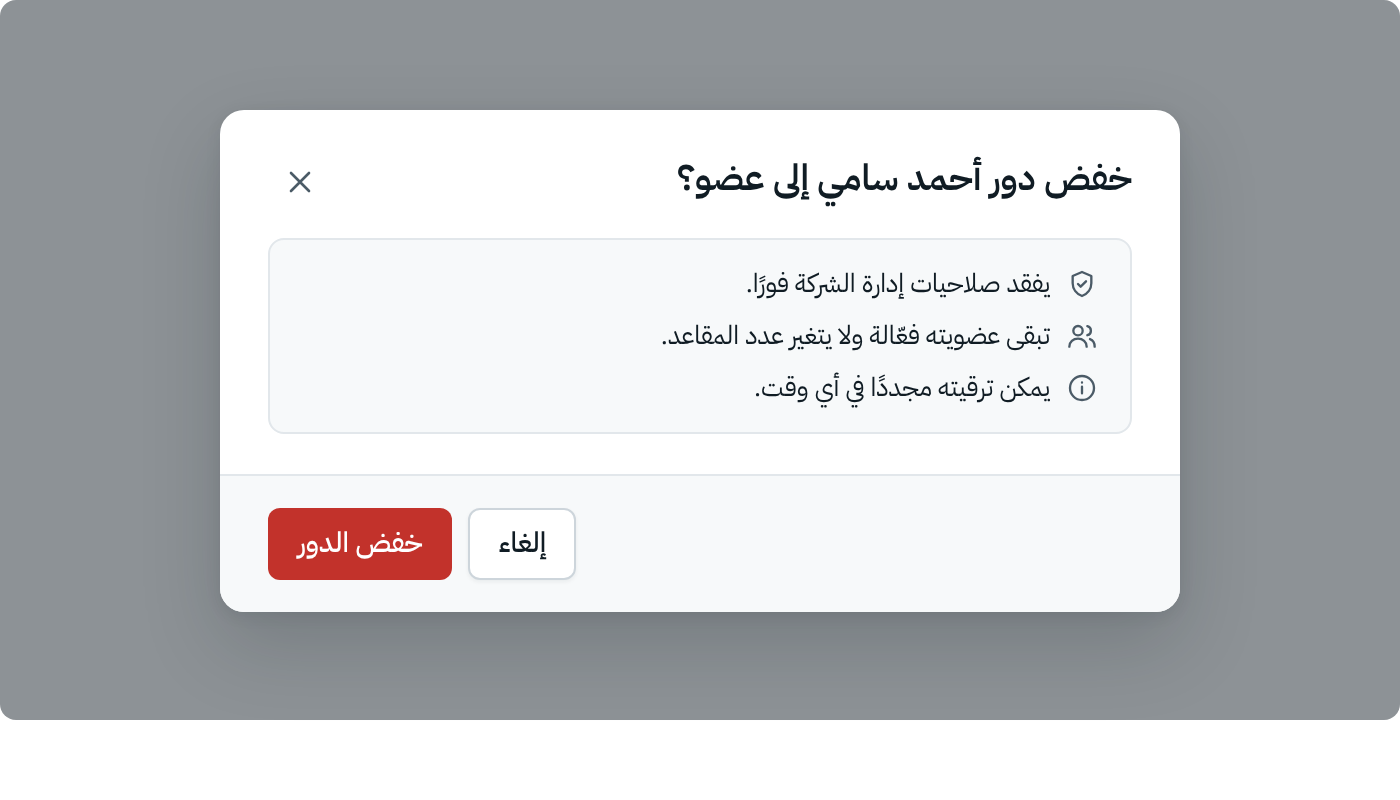 خفض دور أحمد سامي إلى عضو؟
يفقد صلاحيات إدارة الشركة فورًا.
تبقى عضويته فعّالة ولا يتغير عدد المقاعد.
يمكن ترقيته مجددًا في أي وقت.
إلغاء
خفض الدور